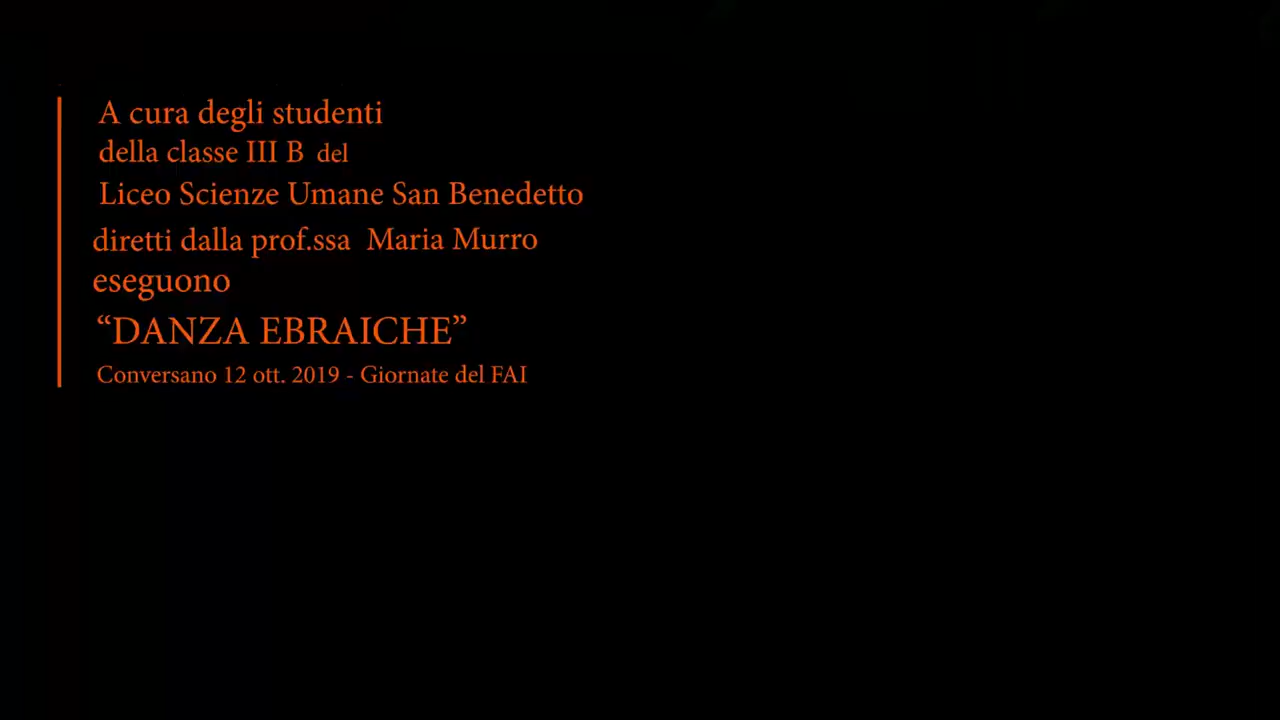 A cura degli studenti
della classe III B del
Liceo Scienze Umane San Benedetto
diretti dalla prof.ssa Maria Murro
eseguono
“DANZA EBRAICHE”
Conversano 12 ott. 2019 - Giornate del FAI